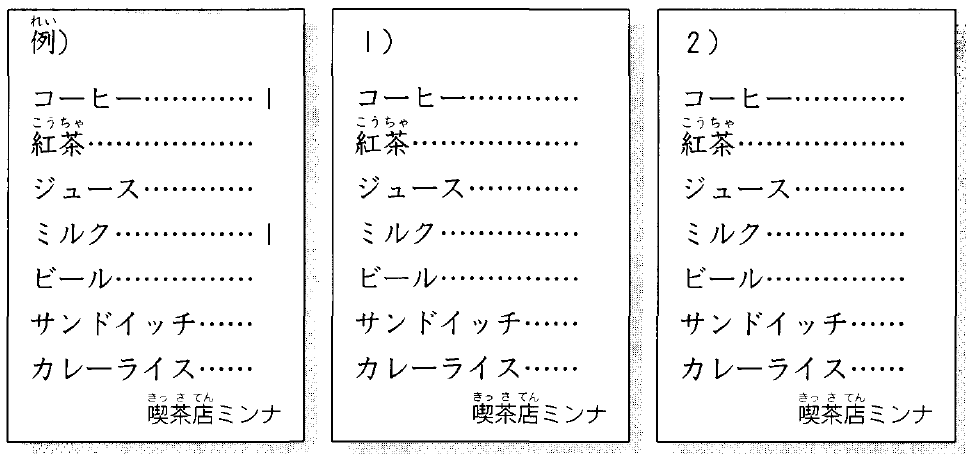 れい
例)
コーヒー…………1
こうちゃ
紅茶………………
ジュース…………
ミルク……………1
ビール……………
サンドイッチ……
カレーライス……
きっさてん
喫茶店ミンナ
1)
コーヒー…………
こうちゃ
紅茶………………
ジュース…………
ミルク……………
ビール……………
サンドイッチ……
カレーライス……
きっさてん
喫茶店ミンナ
2)
コーヒー…………
こうちゃ
紅茶………………
ジュース…………
ミルク……………
ビール……………
サンドイッチ……
カレーライス……
きっさてん
喫茶店ミンナ